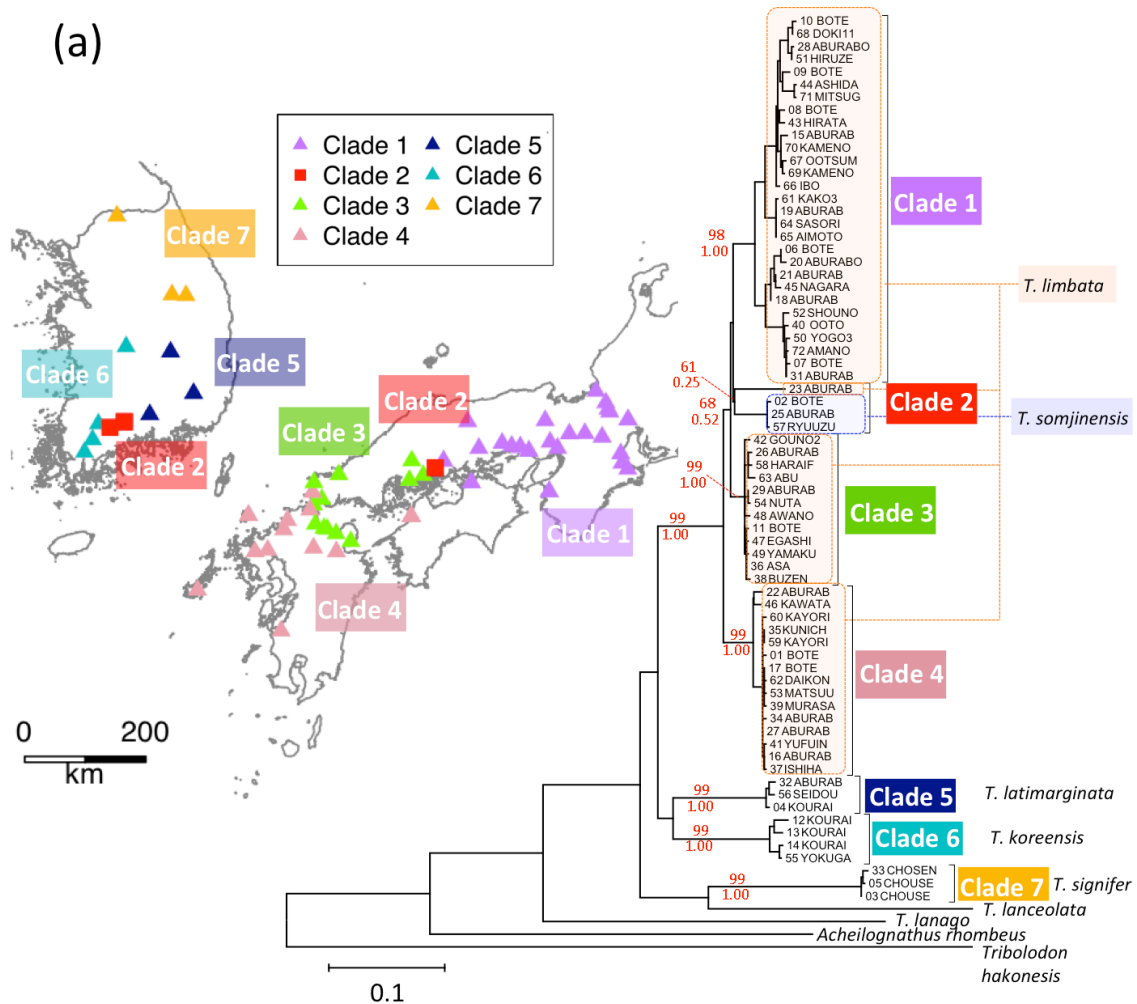 (a)
Clade 1
Clade 2
Clade 3
Clade 4
Clade 5
Clade 6
Clade 7
Clade 7
Clade 6
Clade 5
Clade 2
Clade 3
Clade 2
Clade 1
Clade 4
0 200
km
10 BOTE
68 DOKI11
28 ABURABO
51 HIRUZE
09 BOTE
44 ASHIDA
71 MITSUG
08 BOTE
43 HIRATA
15 ABURAB
70 KAMENO
67 OOTSUM
69 KAMENO
66 IBO
61 KAKO3
19 ABURAB
64 SASORI
65 AIMOTO
06 BOTE
20 ABURABO
21 ABURAB
45 NAGARA
18 ABURAB
52 SHOUNO
40 OOTO
50 YOGO3
72 AMANO
07 BOTE
31 ABURAB
23 ABURAB
02 BOTE
25 ABURAB
57 RYUUZU
42 GOUNO2
26 ABURAB
58 HARAIF
63 ABU
29 ABURAB
54 NUTA
48 AWANO
11 BOTE
47 EGASHI
49 YAMAKU
36 ASA
38 BUZEN
22 ABURAB
46 KAWATA
60 KAYORI
35 KUNICH
59 KAYORI
01 BOTE
17 BOTE
62 DAIKON
53 MATSUU
39 MURASA
34 ABURAB
27 ABURAB
41 YUFUIN
16 ABURAB
37 ISHIHA
32 ABURAB
56 SEIDOU
04 KOURAI
12 KOURAI
13 KOURAI
14 KOURAI
55 YOKUGA
33 CHOSEN
05 CHOUSE
03 CHOUSE
98
1.00
61
0.25
68
0.52
99
1.00
99
1.00
99
1.00
99
1.00
99
1.00
99
1.00
Clade 1
Clade 2
Clade 3
Clade 4
Clade 5
Clade 6
Clade 7
T. limbata
T. somjinensis
T. latimarginata
T. koreensis
T. signifer
T. lanceolata
T. lanago
Acheilognathus rhombeus
Tribolodon
hakonesis
0.1